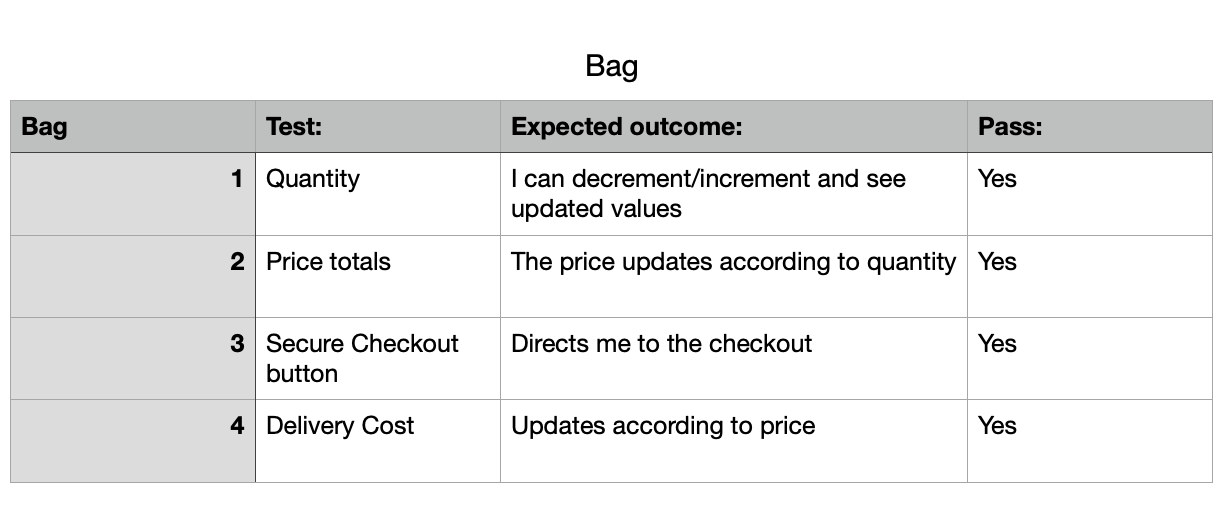 Bag
Bag Test: Expected outcome: Pass:
1 Quantity I can decrement/increment and see Yes
updated values
2 Price totals The price updates according to quantity Yes
3 Secure Checkout Directs me to the checkout Yes
button
4 Delivery Cost Updates according to price Yes